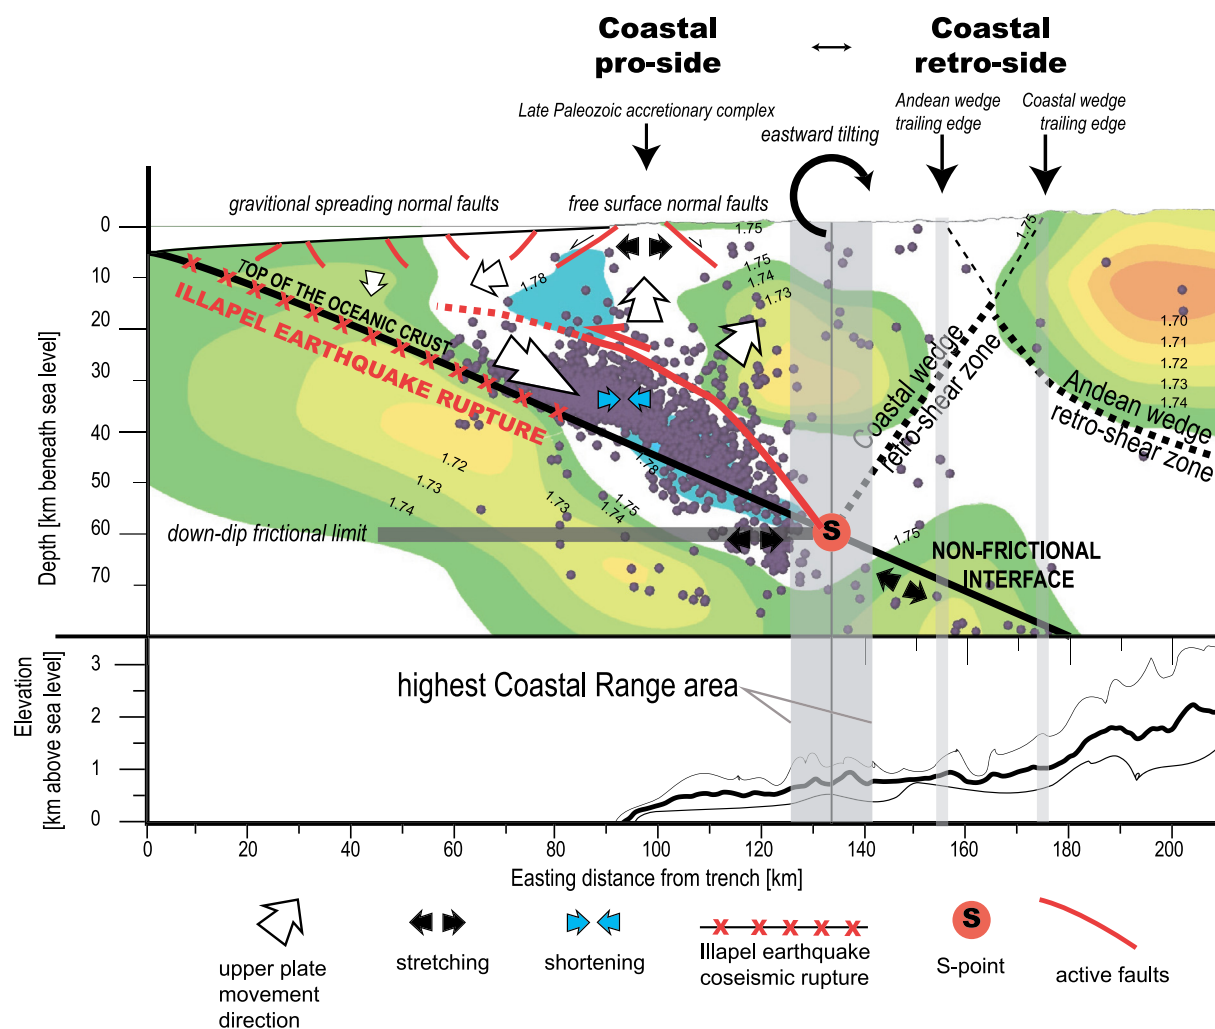 Coastal
pro-side
Coastal
retro-side
Late Paleozoic accretionary complex
eastward tilting
Andean wedge
trailing edge
Coastal wedge
trailing edge
gravitional spreading normal faults
free surface normal faults
Depth [km beneath sea level]
0
10
20
30
40
50
60
70
TOP OF THE OCEANIC CRUST
ILLAPEL EARTHQUAKE RUPTURE
1.78
1.75
1.75
1.74
1.73
1.75
1.70
1.71
1.72
1.73
1.74
Coastal wedge
retro-shear zone
Andean wedge
retro-shear zone
1.72
1.73
1.74
1.78
1.75
1.74
1.73
1.75
down-dip frictional limit
S
NON-FRICTIONAL
INTERFACE
Elevation
[km above sea level]
3
2
1
0
highest Coastal Range area
0
20
40
60
80
100
120
140
160
180
200
Easting distance from trench [km]
upper plate
movement
direction
stretching
shortening
Illapel earthquake
coseismic rupture
S
S-point
active faults